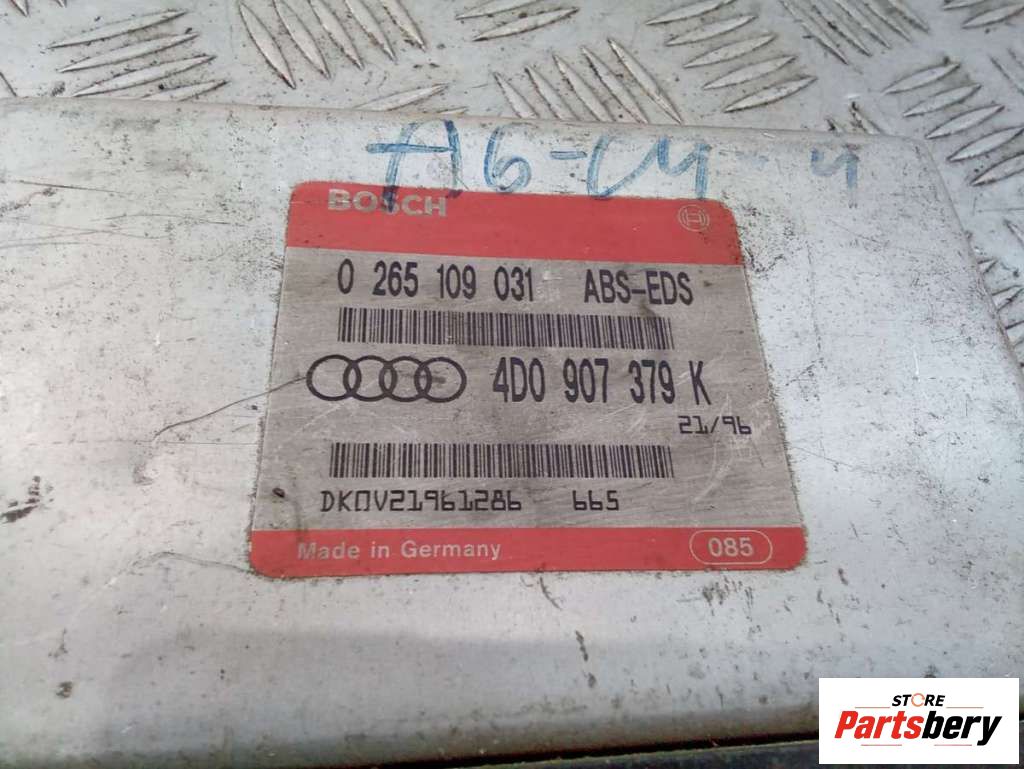 A6-C4-4
BOSCH
0 265 109 031 ABS-EDS
4D0 907 379 K
21/96
DK0V21961286 665
Made in Germany 085
STORE
Partsbery